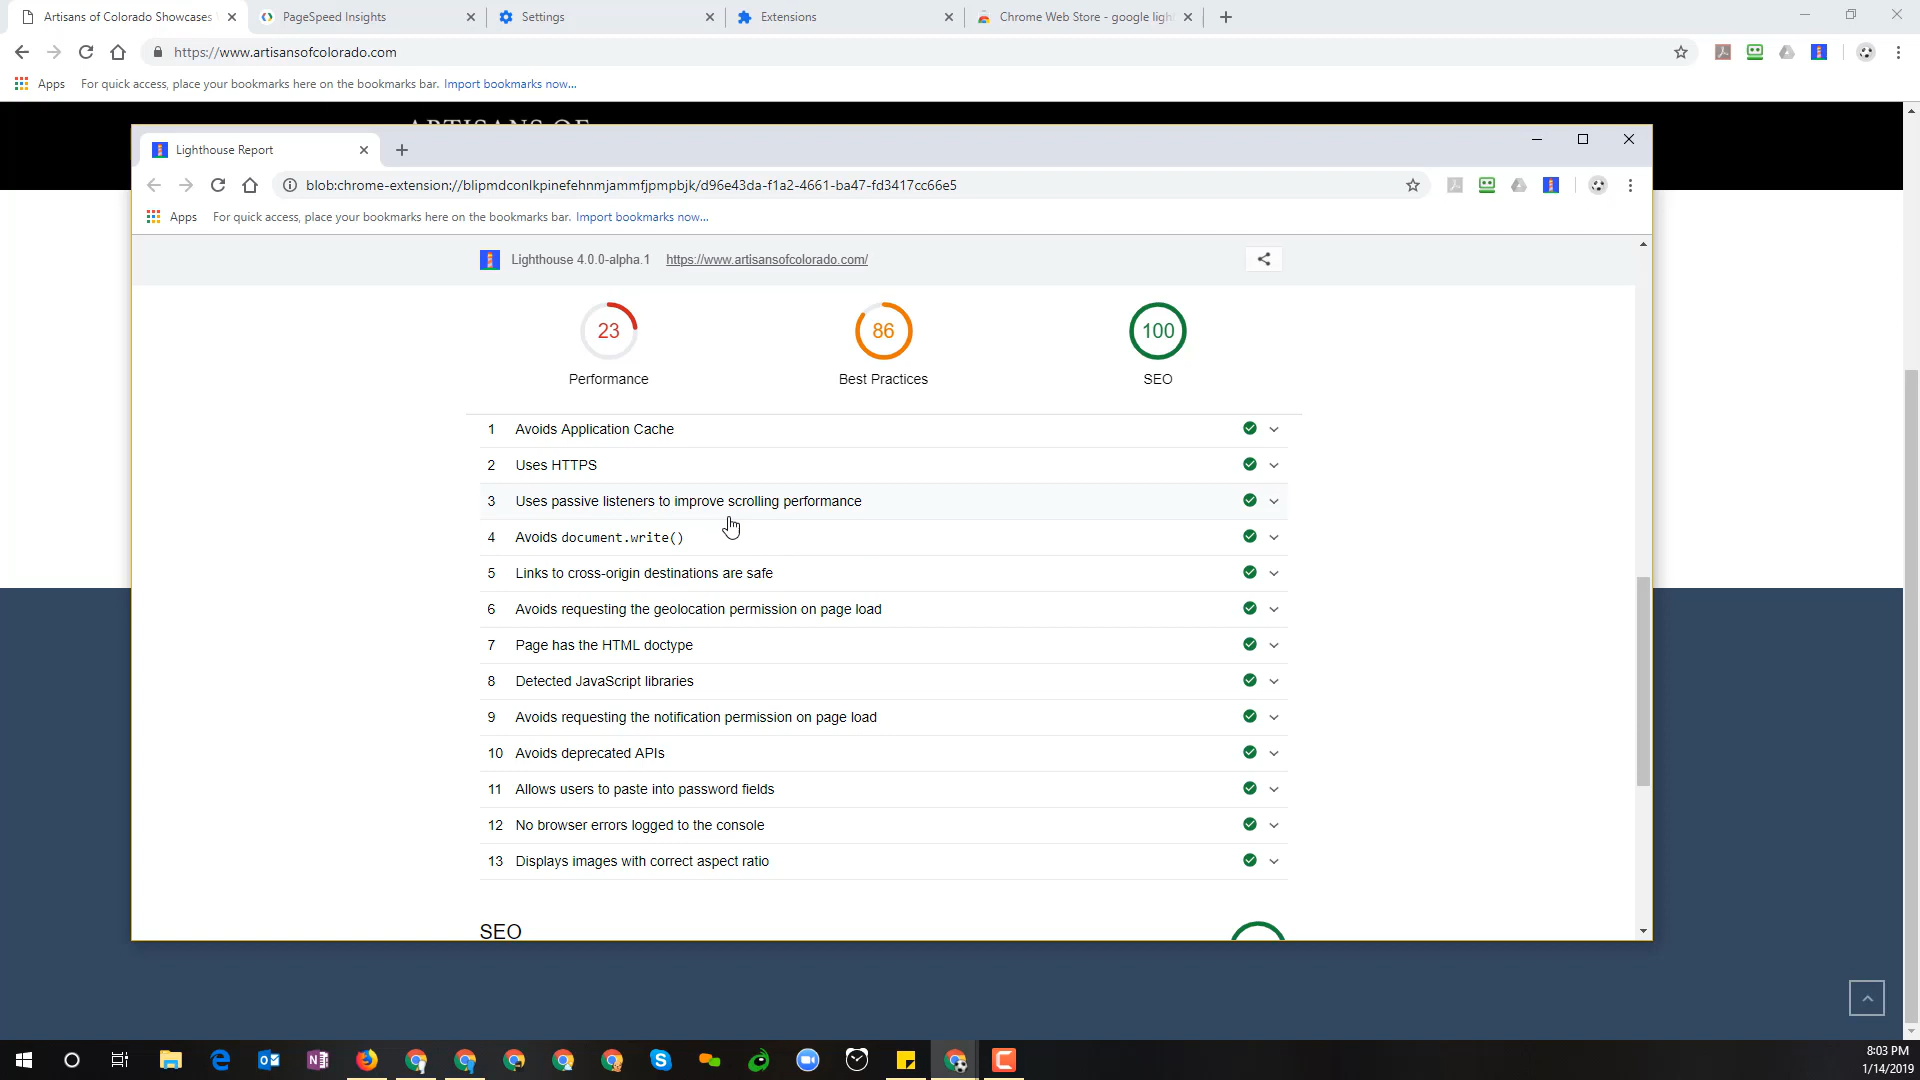 Artisans of Colorado Showcases
PageSpeed Insights
Settings
Extensions
Chrome Web Store - google ligh
https://www.artisansofcolorado.com
Apps For quick access, place your bookmarks here on the bookmarks bar. Import bookmarks now...
ARTISANS OF
Lighthouse Report
blob:chrome-extension://blipmdconlkpinefehnmjammfjpmpbjk/d96e43da-f1a2-4661-ba47-fd3417cc66e5
Apps For quick access, place your bookmarks here on the bookmarks bar. Import bookmarks now...
Lighthouse 4.0.0-alpha.1 https://www.artisansofcolorado.com/
23 86 100
Performance Best Practices SEO
1 Avoids Application Cache
2 Uses HTTPS
3 Uses passive listeners to improve scrolling performance
4 Avoids document.write()
5 Links to cross-origin destinations are safe
6 Avoids requesting the geolocation permission on page load
7 Page has the HTML doctype
8 Detected JavaScript libraries
9 Avoids requesting the notification permission on page load
10 Avoids deprecated APIs
11 Allows users to paste into password fields
12 No browser errors logged to the console
13 Displays images with correct aspect ratio
SEO
8:03 PM
1/14/2019